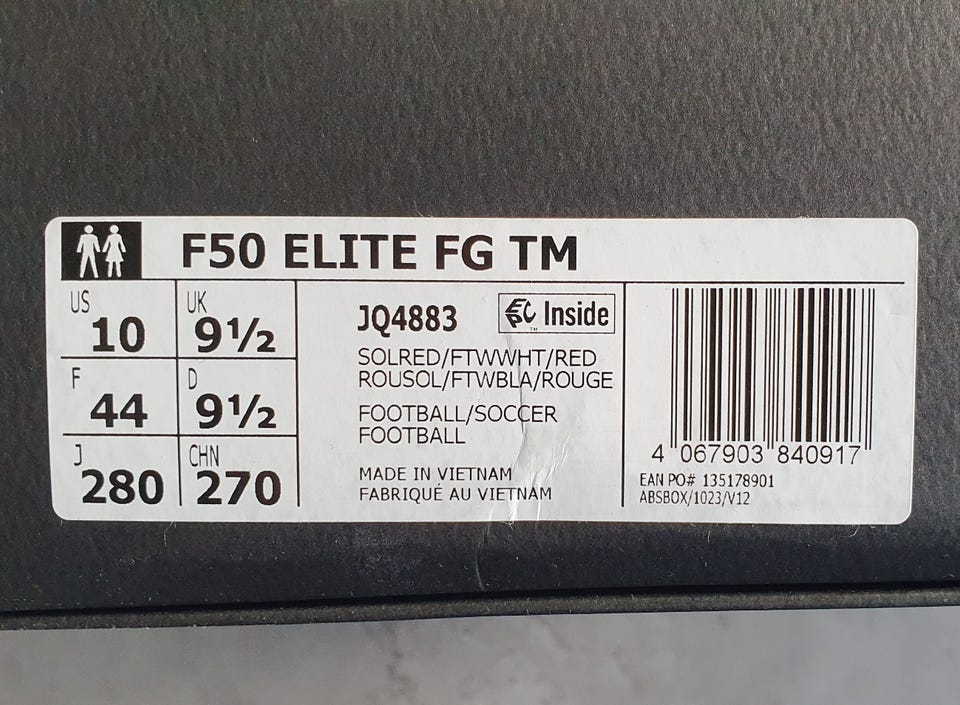 F50 ELITE FG TM
US 10
UK 9½
F 44
D 9½
J 280
CHN 270
JQ4883
EPC Inside
TM
SOLRED/FTWWHT/RED
ROUSOL/FTWBLA/ROUGE
FOOTBALL/SOCCER
FOOTBALL
MADE IN VIETNAM
FABRIQUÉ AU VIETNAM
4 067903 840917
EAN PO# 135178901
ABSBOX/1023/V12